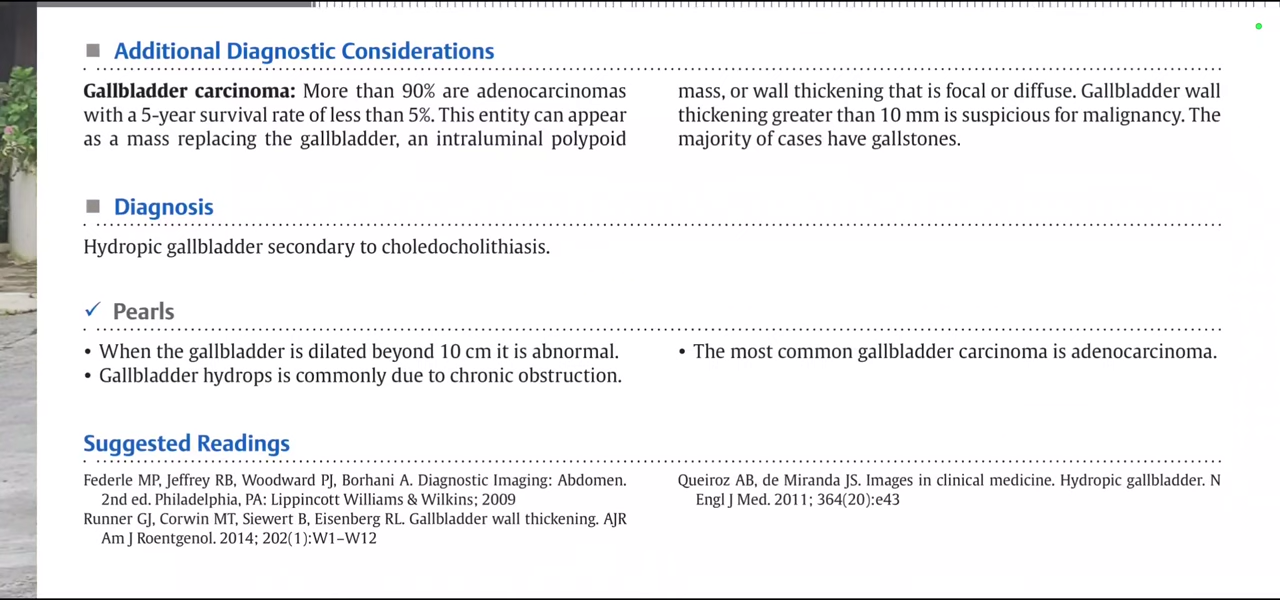 Additional Diagnostic Considerations
Gallbladder carcinoma: More than 90% are adenocarcinomas
with a 5-year survival rate of less than 5%. This entity can appear
as a mass replacing the gallbladder, an intraluminal polypoid
mass, or wall thickening that is focal or diffuse. Gallbladder wall
thickening greater than 10 mm is suspicious for malignancy. The
majority of cases have gallstones.
Diagnosis
Hydropic gallbladder secondary to choledocholithiasis.
✓ Pearls
• When the gallbladder is dilated beyond 10 cm it is abnormal.
• Gallbladder hydrops is commonly due to chronic obstruction.
• The most common gallbladder carcinoma is adenocarcinoma.
Suggested Readings
Federle MP, Jeffrey RB, Woodward PJ, Borhani A. Diagnostic Imaging: Abdomen.
2nd ed. Philadelphia, PA: Lippincott Williams & Wilkins; 2009
Runner GJ, Corwin MT, Siewert B, Eisenberg RL. Gallbladder wall thickening. AJR
Am J Roentgenol. 2014; 202(1):W1–W12
Queiroz AB, de Miranda JS. Images in clinical medicine. Hydropic gallbladder. N
Engl J Med. 2011; 364(20):e43